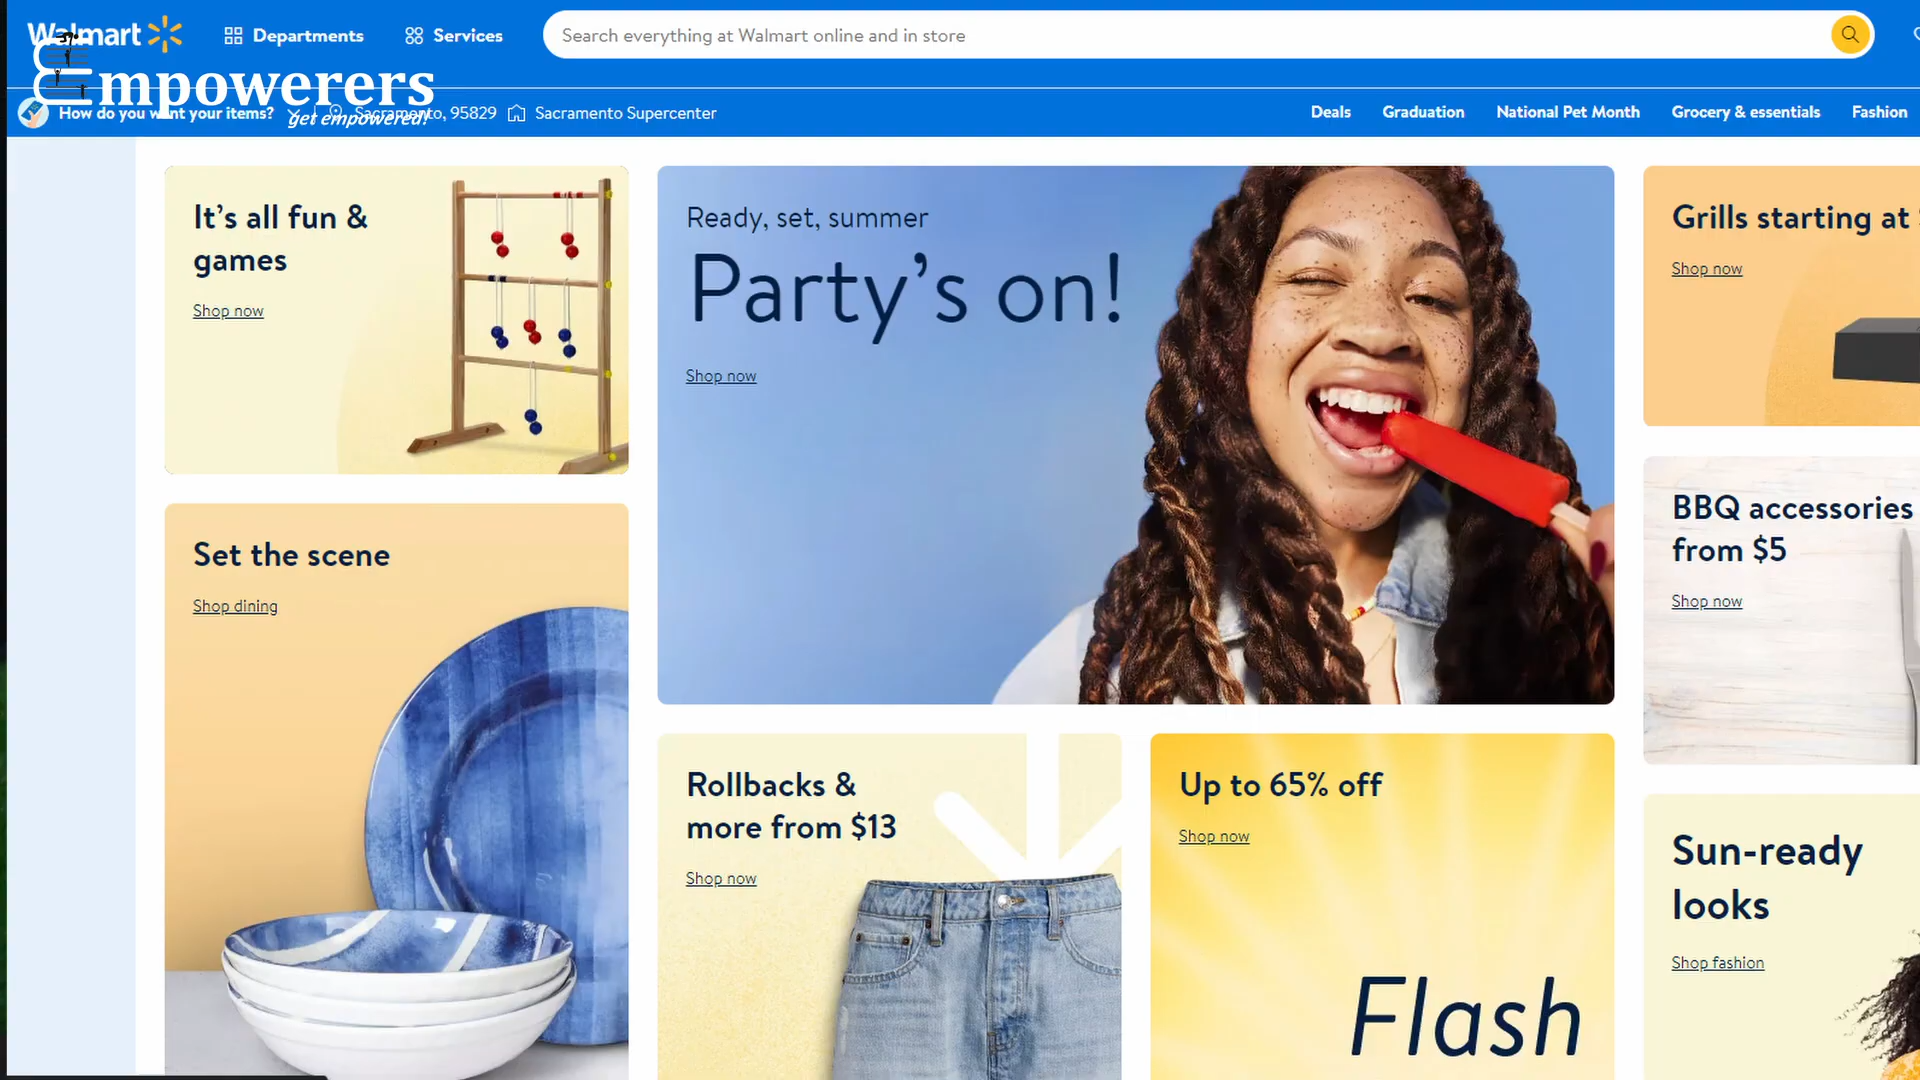 Walmart
Departments
Services
Search everything at Walmart online and in store
Empowerers
get empowered!
How do you want your items?
Sacramento, 95829
Sacramento Supercenter
Deals
Graduation
National Pet Month
Grocery & essentials
Fashion
It's all fun &
games
Shop now
Set the scene
Shop dining
Ready, set, summer
Party's on!
Shop now
Rollbacks &
more from $13
Shop now
Up to 65% off
Shop now
Flash
Grills starting at
Shop now
BBQ accessories
from $5
Shop now
Sun-ready
looks
Shop fashion